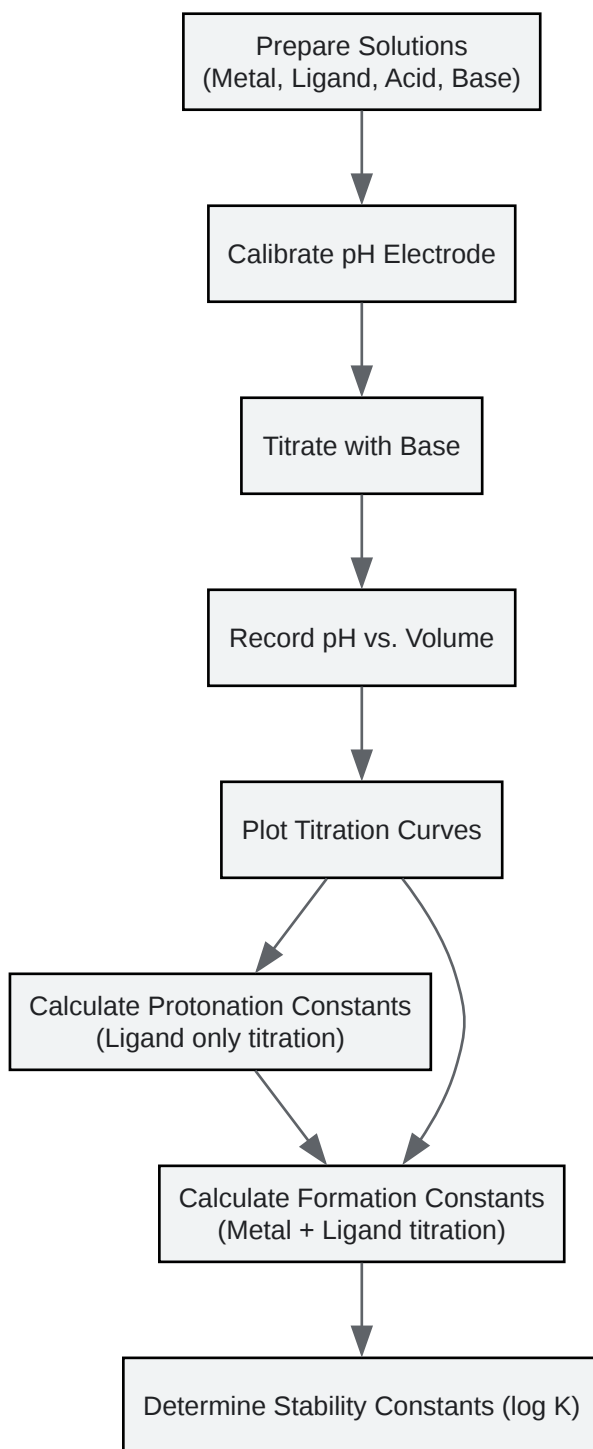 Prepare Solutions
(Metal, Ligand, Acid, Base)
Calibrate pH Electrode
Titrate with Base
Record pH vs. Volume
Plot Titration Curves
Calculate Protonation Constants
(Ligand only titration)
Calculate Formation Constants
(Metal + Ligand titration)
Determine Stability Constants (log K)